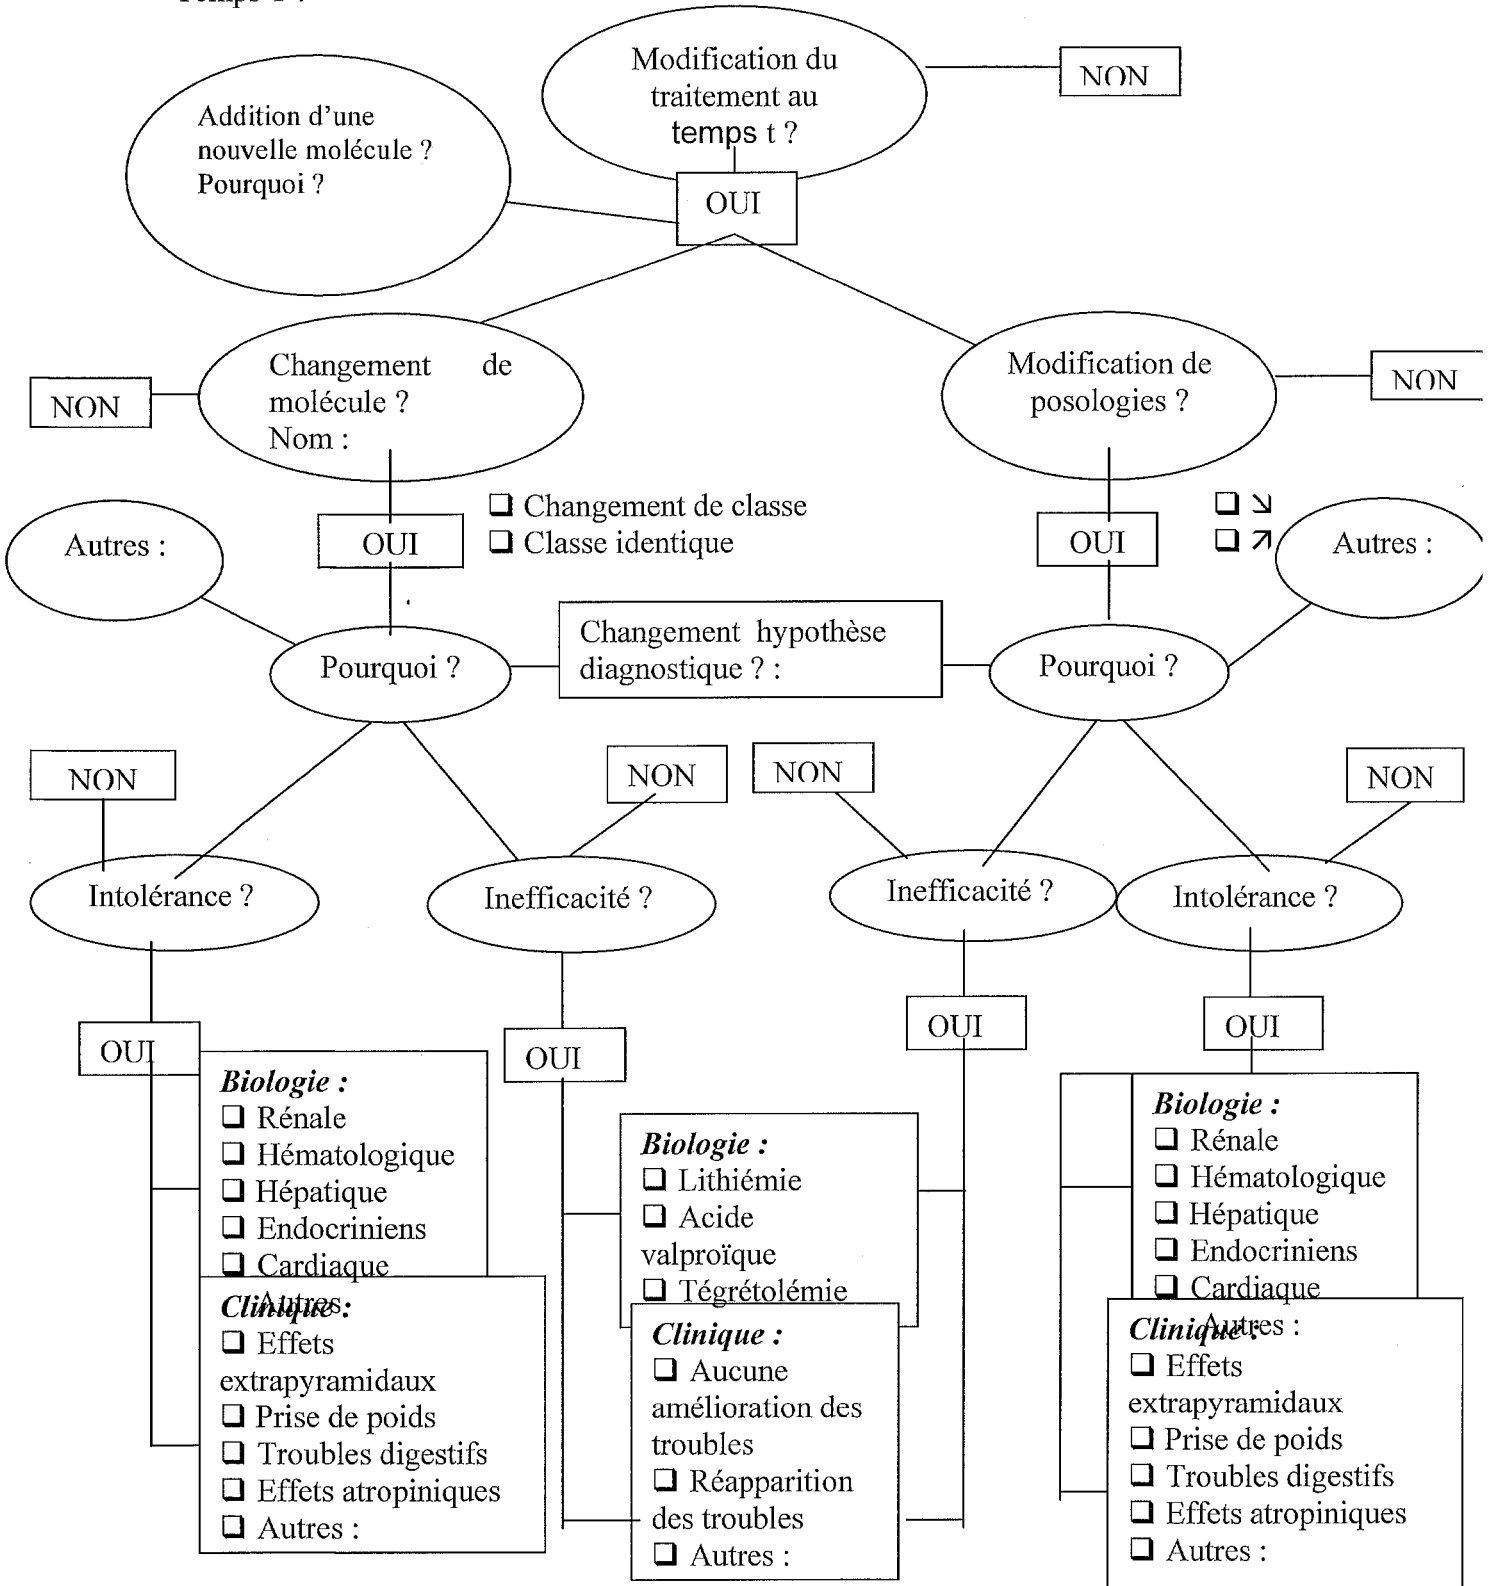 Modification du
traitement au
temps t ?
NON
Addition d'une
nouvelle molécule ?
Pourquoi ?
OUI
Changement de
molécule ?
Nom :
NON
Modification de
posologies ?
NON
Autres :
OUI
❑ Changement de classe
❑ Classe identique
OUI
❑ ↘
❑ ↗
Autres :
Pourquoi ?
Changement hypothèse
diagnostique ? :
Pourquoi ?
NON
NON
NON
NON
Intolérance ?
Inefficacité ?
Inefficacité ?
Intolérance ?
OUI
OUI
OUI
OUI
Biologie :
❑ Rénale
❑ Hématologique
❑ Hépatique
❑ Endocriniens
❑ Cardiaque
Autres
Clinique :
❑ Effets
extrapyramidaux
❑ Prise de poids
❑ Troubles digestifs
❑ Effets atropiniques
❑ Autres :
Biologie :
❑ Lithiémie
❑ Acide
valproïque
❑ Tégrétolémie
Clinique :
❑ Aucune
amélioration des
troubles
❑ Réapparition
des troubles
❑ Autres :
Biologie :
❑ Rénale
❑ Hématologique
❑ Hépatique
❑ Endocriniens
❑ Cardiaque
Autres :
Clinique :
❑ Effets
extrapyramidaux
❑ Prise de poids
❑ Troubles digestifs
❑ Effets atropiniques
❑ Autres :